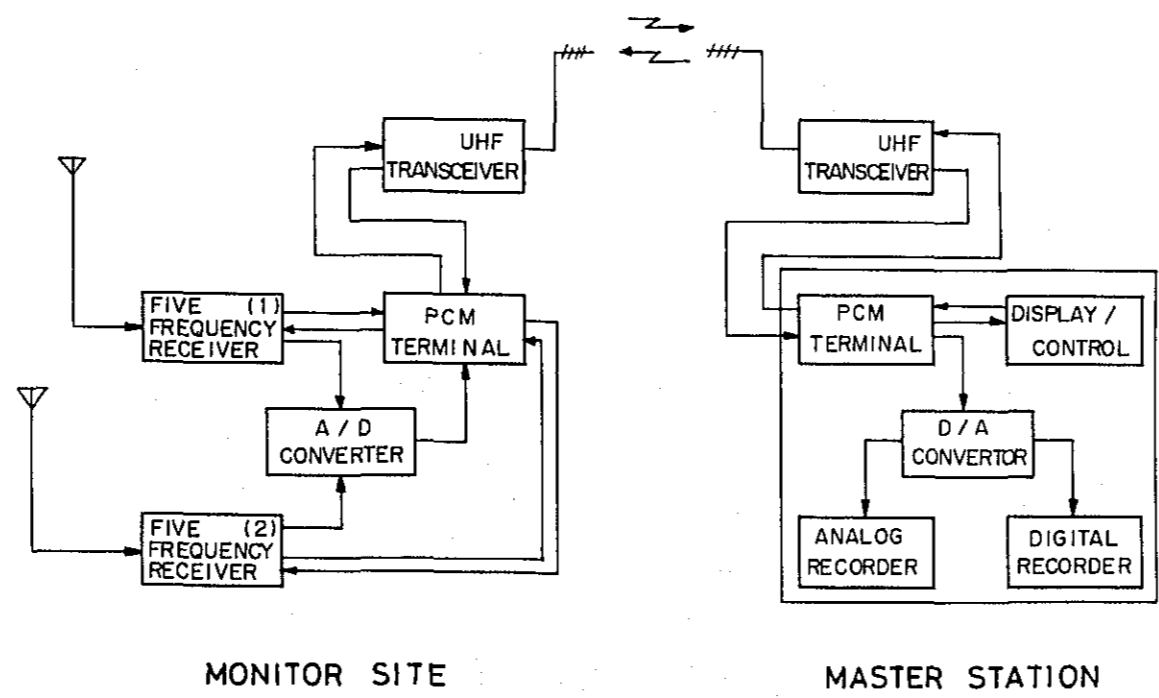 UHF
TRANSCEIVER
UHF
TRANSCEIVER
FIVE (1)
FREQUENCY
RECEIVER
PCM
TERMINAL
PCM
TERMINAL
DISPLAY /
CONTROL
A / D
CONVERTER
D / A
CONVERTOR
FIVE (2)
FREQUENCY
RECEIVER
ANALOG
RECORDER
DIGITAL
RECORDER
MONITOR SITE
MASTER STATION